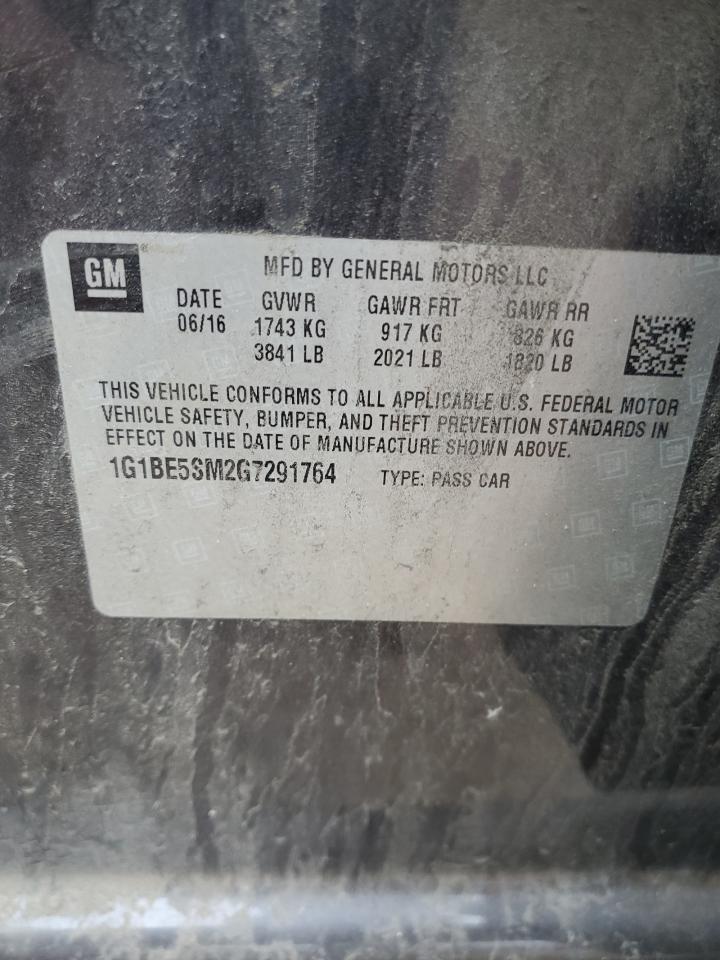 GM
MFD BY GENERAL MOTORS LLC
DATE GVWR GAWR FRT GAWR RR
06/16 1743 KG 917 KG 826 KG
3841 LB 2021 LB 1820 LB
THIS VEHICLE CONFORMS TO ALL APPLICABLE U.S. FEDERAL MOTOR
VEHICLE SAFETY, BUMPER, AND THEFT PREVENTION STANDARDS IN
EFFECT ON THE DATE OF MANUFACTURE SHOWN ABOVE.
1G1BE5SM2G7291764 TYPE: PASS CAR